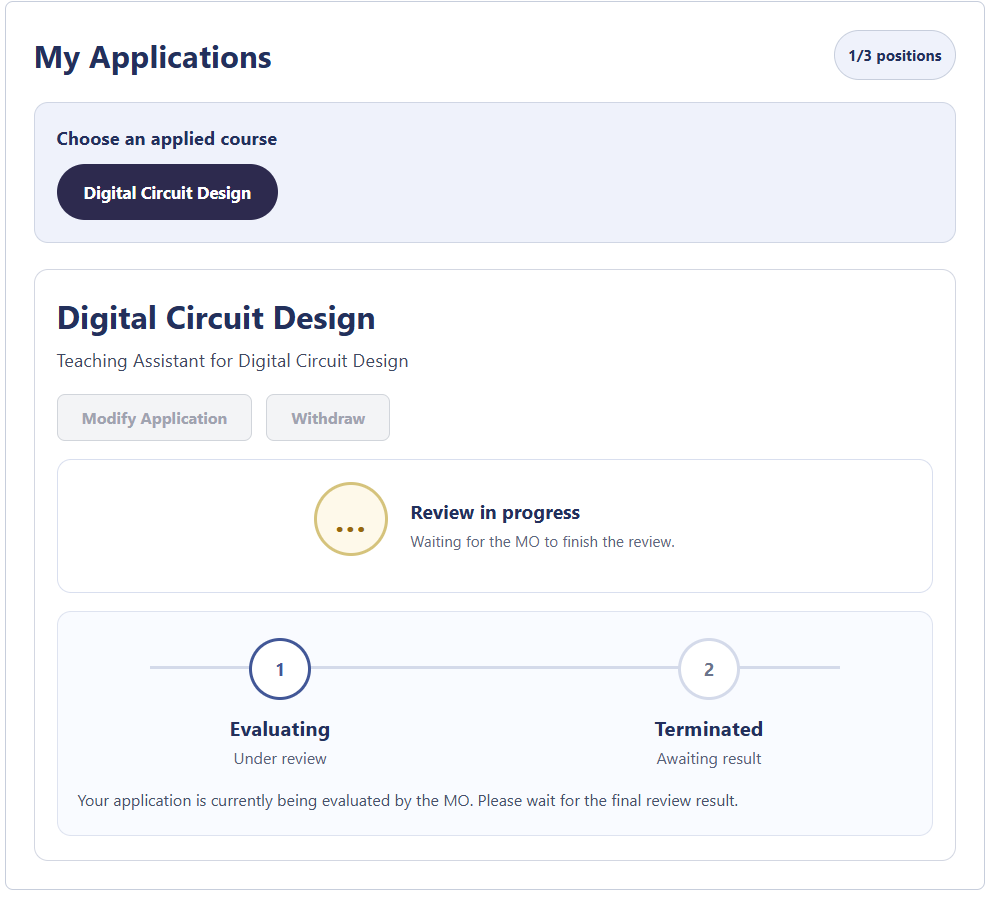 My Applications
1/3 positions
Choose an applied course
Digital Circuit Design
Digital Circuit Design
Teaching Assistant for Digital Circuit Design
Modify Application
Withdraw
...
Review in progress
Waiting for the MO to finish the review.
1
2
Evaluating
Terminated
Under review
Awaiting result
Your application is currently being evaluated by the MO. Please wait for the final review result.